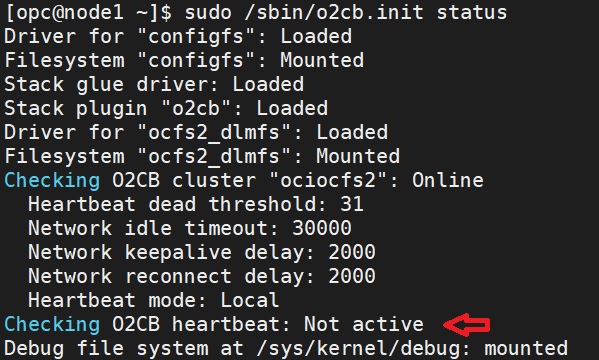 [opc@node1 ~]$ sudo /sbin/o2cb.init status
Driver for "configfs": Loaded
Filesystem "configfs": Mounted
Stack glue driver: Loaded
Stack plugin "o2cb": Loaded
Driver for "ocfs2_dlmfs": Loaded
Filesystem "ocfs2_dlmfs": Mounted
Checking O2CB cluster "ociocfs2": Online
  Heartbeat dead threshold: 31
  Network idle timeout: 30000
  Network keepalive delay: 2000
  Network reconnect delay: 2000
  Heartbeat mode: Local
Checking O2CB heartbeat: Not active
Debug file system at /sys/kernel/debug: mounted